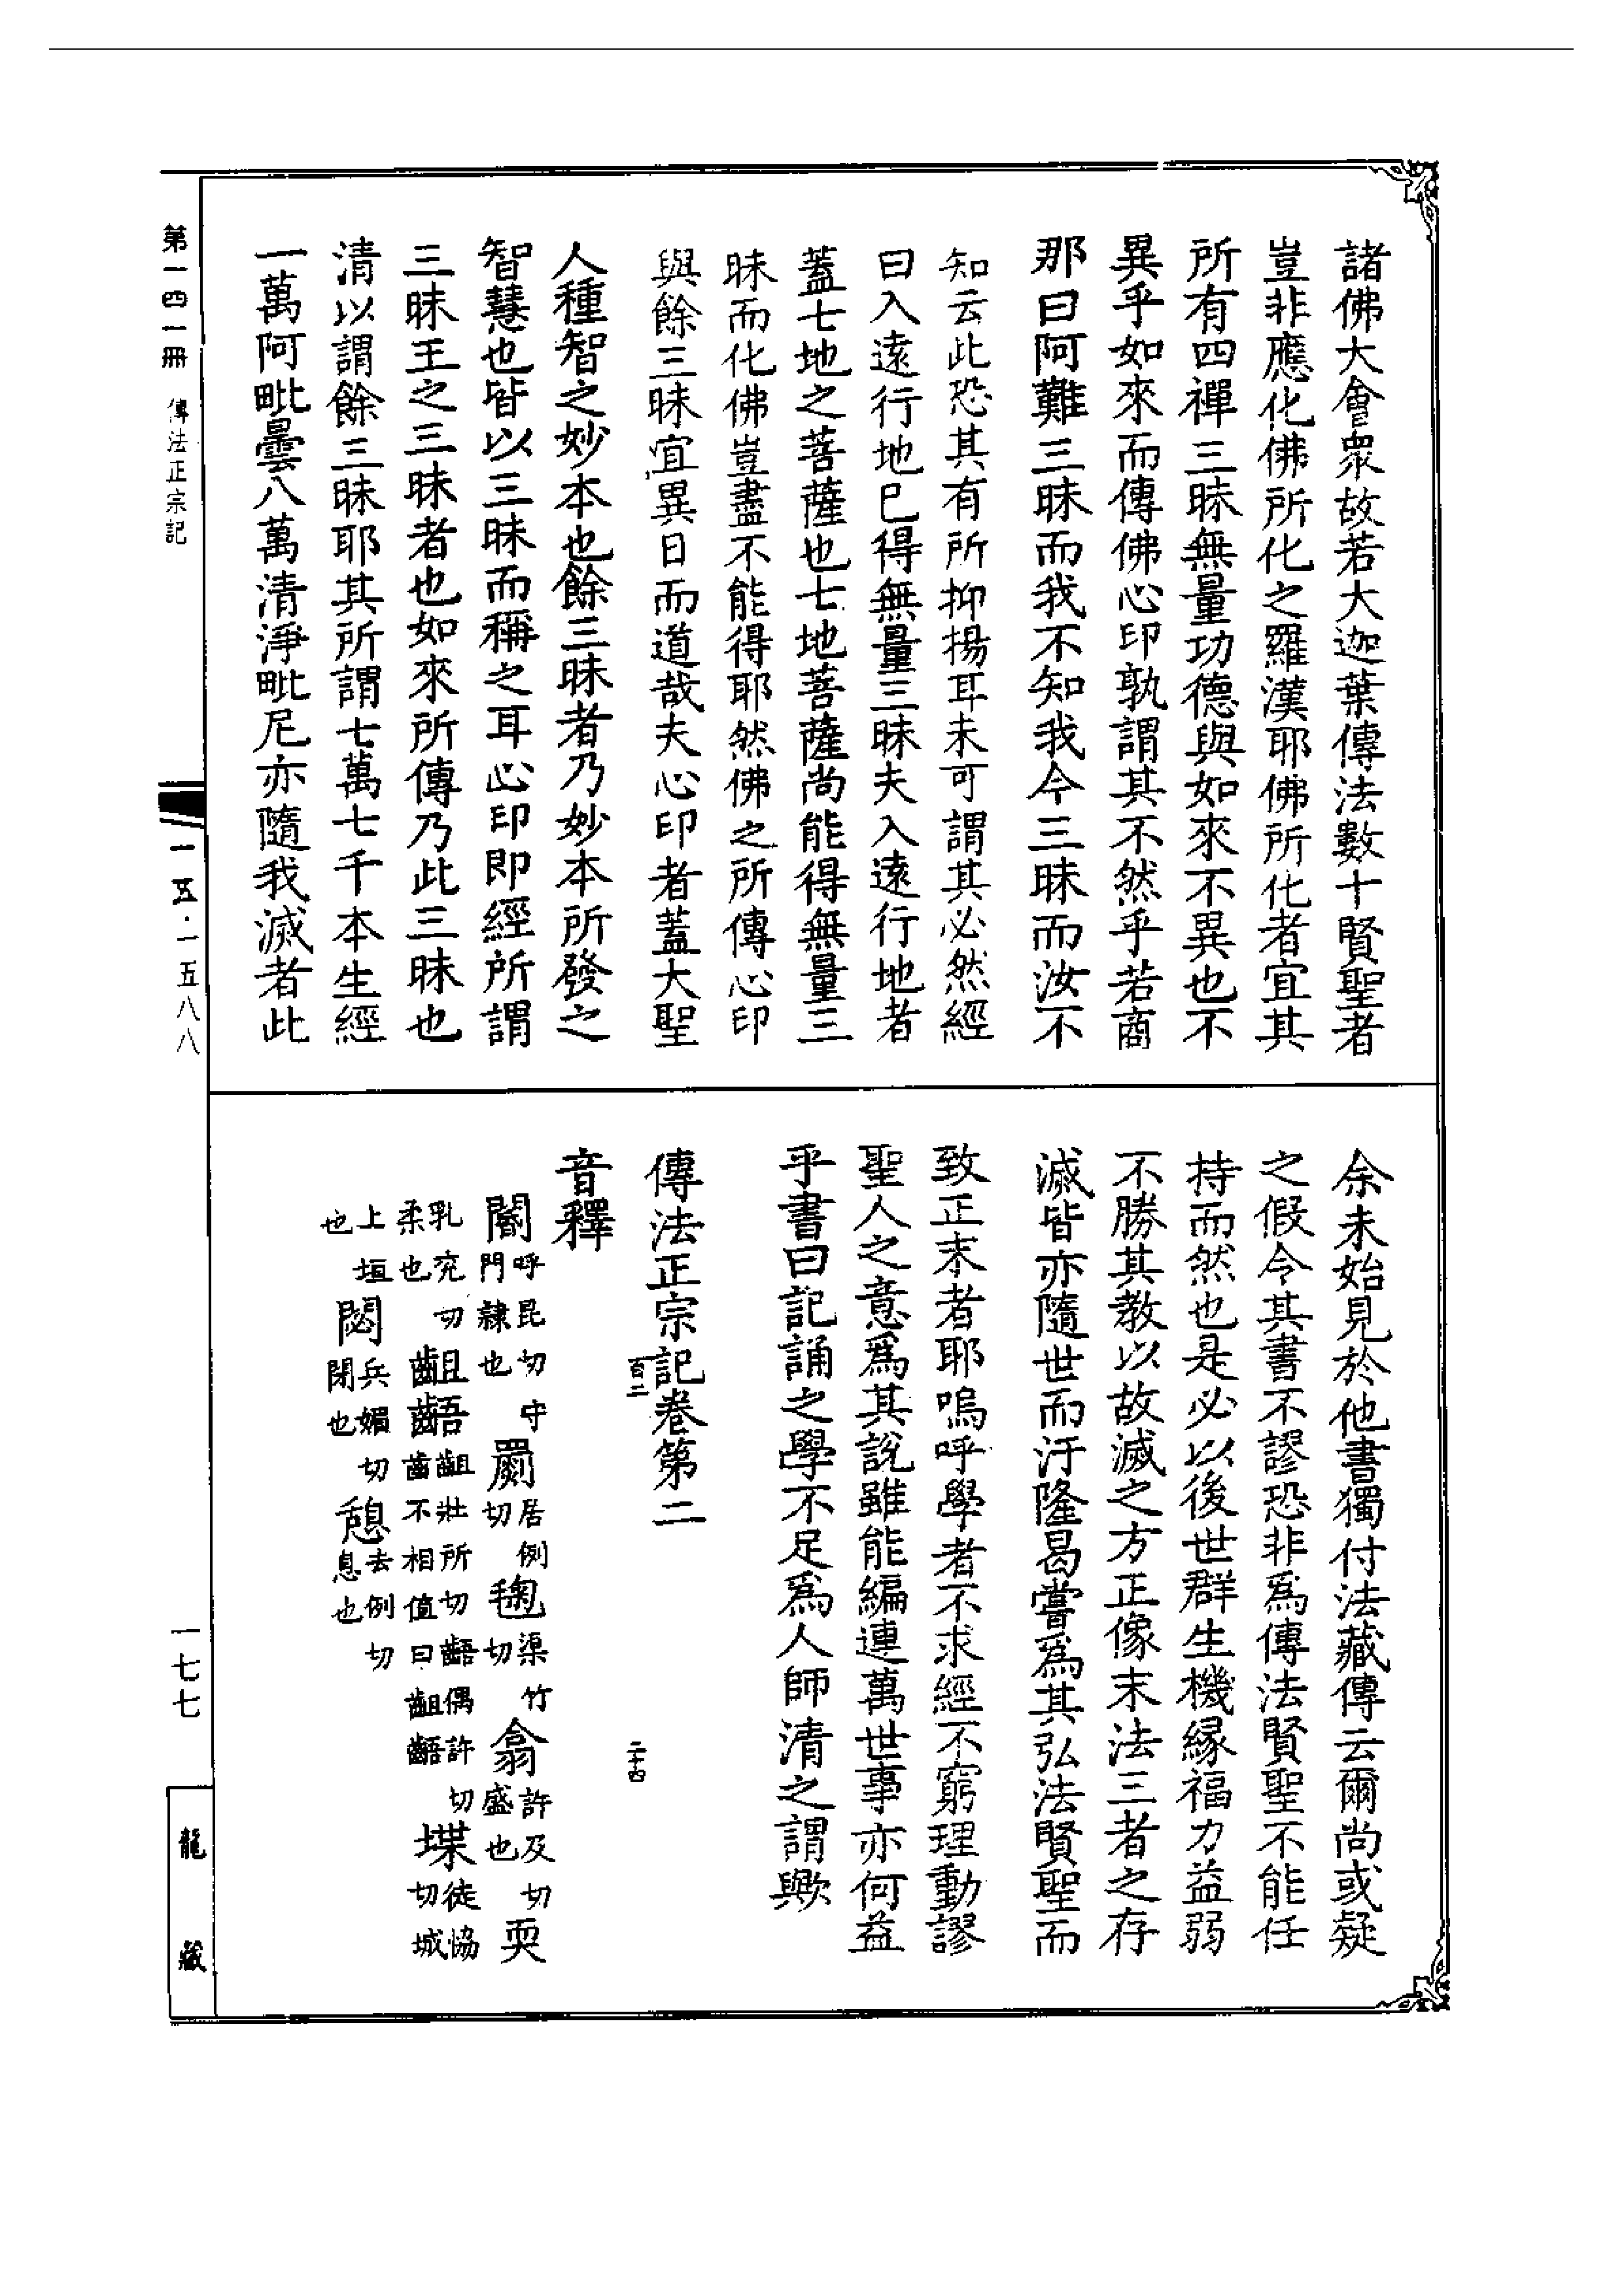 諸佛大會衆故若大迦葉傳法數十賢聖者
豈非應化佛所化之羅漢耶佛所化者宜其
所有四禪三昧無量功德與如來不異也不
異乎如來而傳佛心印孰謂其不然乎若商
那曰阿難三昧而我不知我今三昧而汝不
知云此恐其有所抑揚耳未可謂其必然經
曰入遠行地已得無量三昧夫入遠行地者
蓋七地之菩薩也七地菩薩尚能得無量三
昧而化佛豈盡不能得耶然佛之所傳心印
與餘三昧宜異日而道哉夫心印者蓋大聖
人種智之妙本也餘三昧者乃妙本所發之
智慧也皆以三昧而稱之耳心印即經所謂
三昧王之三昧者也如來所傳乃此三昧也
清以謂餘三昧耶其所謂七萬七千本生經
一萬阿毗曇八萬清淨毗尼亦隨我滅者此
余未始見於他書獨付法藏傳云爾尚或疑
之假令其書不謬恐非爲傳法賢聖不能任
持而然也是必以後世群生機緣福力益弱
不勝其教以故滅之方正像末法三者之存
滅皆亦隨世而汙隆曷嘗爲其弘法賢聖而
致正末者耶嗚呼學者不求經不窮理動謬
聖人之意爲其說雖能編連萬世事亦何益
乎書曰記誦之學不足爲人師清之謂歟
傳法正宗記卷第二
百二
二十四
音釋
閽呼昆切守門隸也 罽居例切 毱渠竹切 翕許及切盛也 耎
乳兗切柔也 齟齬齟壯所切齬偶許切齒不相值曰齟齬 堞徒協切城
上垣也 閟兵媚切閉也 憩去例切息也
第一四一冊 傳法正宗記
一五·一五八八
一七七
龍藏